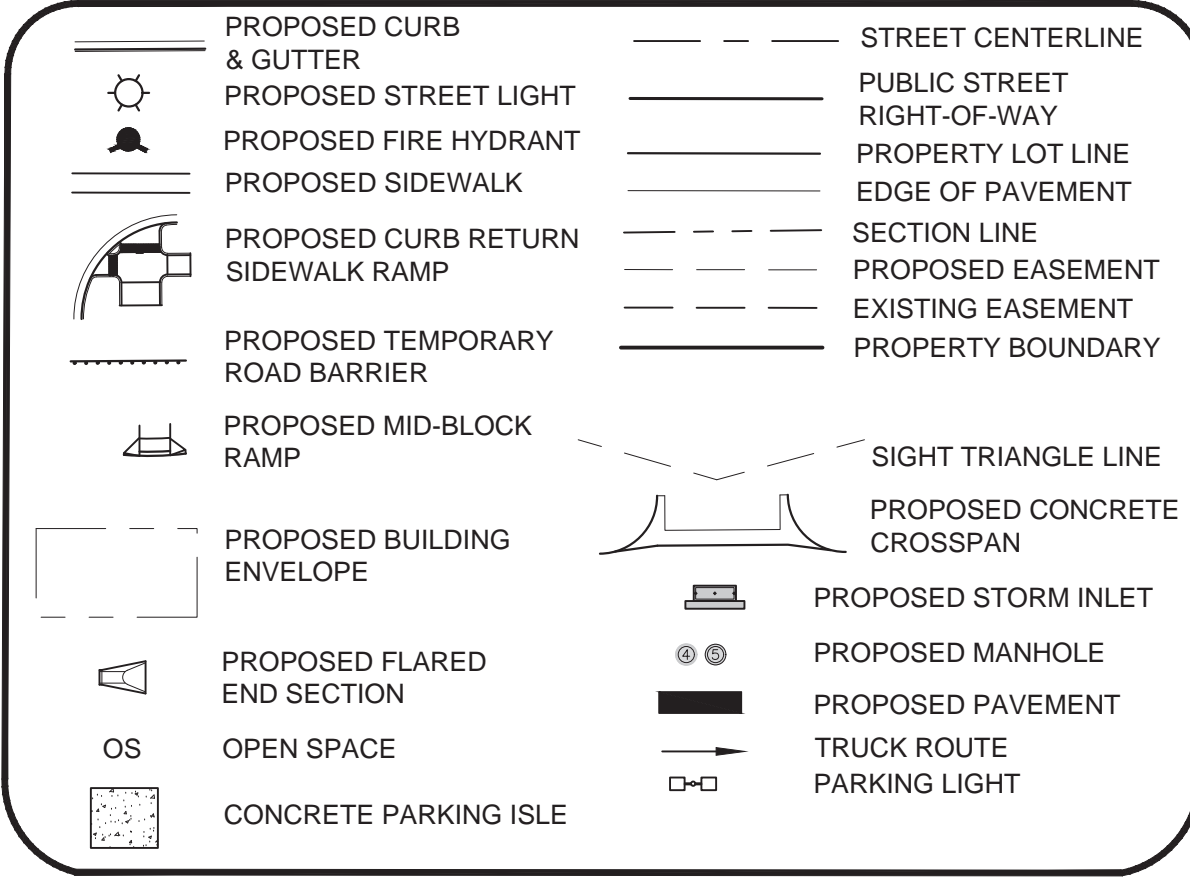 PROPOSED CURB
& GUTTER
PROPOSED STREET LIGHT
PROPOSED FIRE HYDRANT
PROPOSED SIDEWALK
PROPOSED CURB RETURN
SIDEWALK RAMP
PROPOSED TEMPORARY
ROAD BARRIER
PROPOSED MID-BLOCK
RAMP
PROPOSED BUILDING
ENVELOPE
PROPOSED FLARED
END SECTION
OS OPEN SPACE
CONCRETE PARKING ISLE
STREET CENTERLINE
PUBLIC STREET
RIGHT-OF-WAY
PROPERTY LOT LINE
EDGE OF PAVEMENT
SECTION LINE
PROPOSED EASEMENT
EXISTING EASEMENT
PROPERTY BOUNDARY
SIGHT TRIANGLE LINE
PROPOSED CONCRETE
CROSSPAN
PROPOSED STORM INLET
4 5 PROPOSED MANHOLE
PROPOSED PAVEMENT
TRUCK ROUTE
PARKING LIGHT